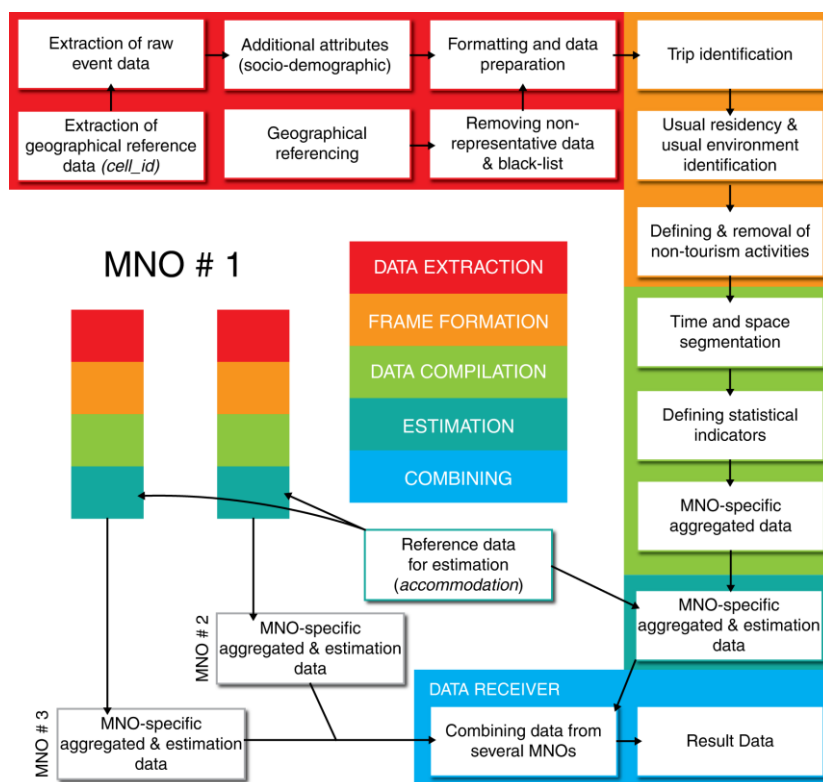 Extraction of raw
event data
Additional attributes
(socio-demographic)
Formatting and data
preparation
Trip identification
Extraction of
geographical reference
data (cell_id)
Geographical
referencing
Removing non-
representative data
& black-list
Usual residency &
usual environment
identification
Defining & removal of
non-tourism activities
MNO # 1
DATA EXTRACTION
FRAME FORMATION
DATA COMPILATION
ESTIMATION
COMBINING
Time and space
segmentation
Defining statistical
indicators
MNO-specific
aggregated data
Reference data
for estimation
(accommodation)
MNO-specific
aggregated & estimation
data
MNO # 2
MNO-specific
aggregated & estimation
data
MNO # 3
MNO-specific
aggregated & estimation
data
DATA RECEIVER
Combining data from
several MNOs
Result Data